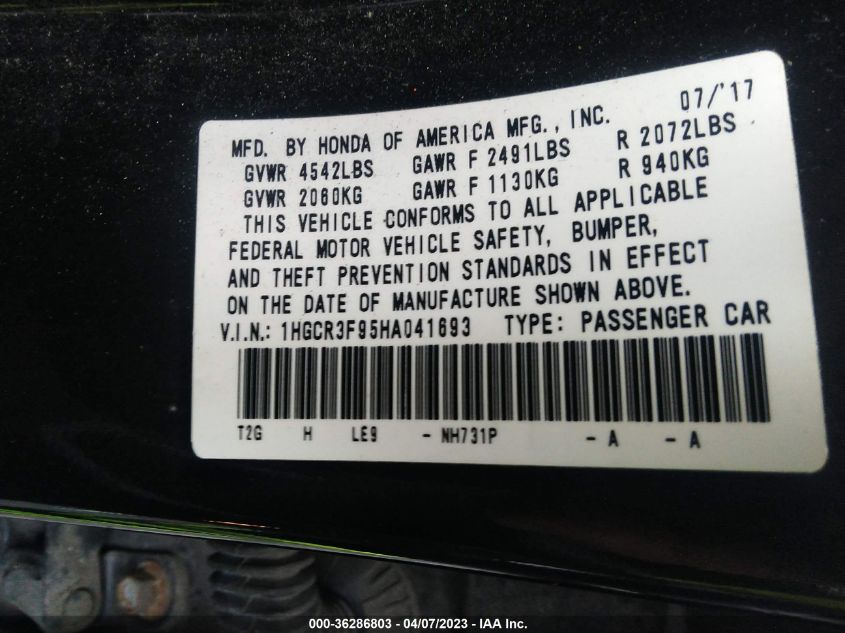 07/'17
MFD. BY HONDA OF AMERICA MFG., INC.
GVWR 4542LBS GAWR F 2491LBS R 2072LBS
GVWR 2060KG GAWR F 1130KG R 940KG
THIS VEHICLE CONFORMS TO ALL APPLICABLE
FEDERAL MOTOR VEHICLE SAFETY, BUMPER,
AND THEFT PREVENTION STANDARDS IN EFFECT
ON THE DATE OF MANUFACTURE SHOWN ABOVE.
V.I.N.: 1HGCR3F95HA041693 TYPE: PASSENGER CAR
T2G H LE9 - NH731P - A - A
000-36286803 - 04/07/2023 - IAA Inc.